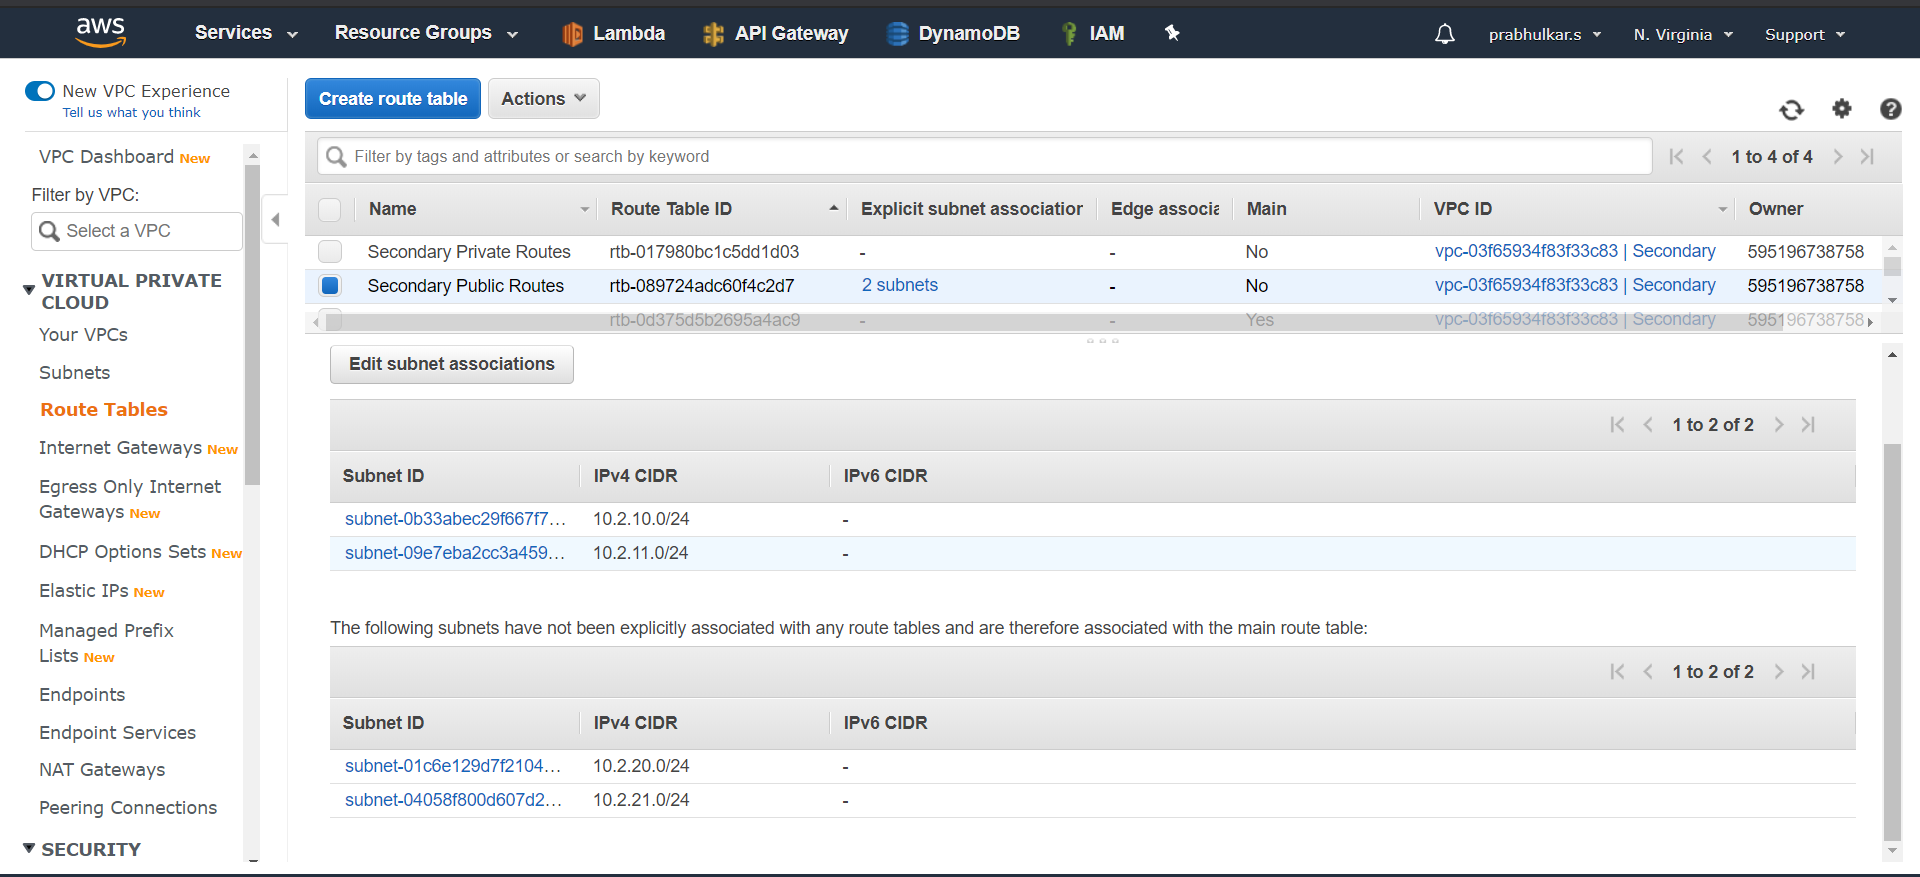 aws Services Resource Groups Lambda API Gateway DynamoDB IAM prabhulkar.s N. Virginia Support
New VPC Experience
Tell us what you think
VPC Dashboard New
Filter by VPC:
Select a VPC
VIRTUAL PRIVATE
CLOUD
Your VPCs
Subnets
Route Tables
Internet Gateways New
Egress Only Internet
Gateways New
DHCP Options Sets New
Elastic IPs New
Managed Prefix
Lists New
Endpoints
Endpoint Services
NAT Gateways
Peering Connections
SECURITY
Create route table Actions
Filter by tags and attributes or search by keyword 1 to 4 of 4
Name Route Table ID Explicit subnet association Edge associa Main VPC ID Owner
Secondary Private Routes rtb-017980bc1c5dd1d03 - - No vpc-03f65934f83f33c83 | Secondary 595196738758
Secondary Public Routes rtb-089724adc60f4c2d7 2 subnets - No vpc-03f65934f83f33c83 | Secondary 595196738758
rtb-0d375d5b2695a4ac9 - - Yes vpc-03f65934f83f33c83 | Secondary 595196738758
Edit subnet associations
1 to 2 of 2
Subnet ID IPv4 CIDR IPv6 CIDR
subnet-0b33abec29f667f7... 10.2.10.0/24 -
subnet-09e7eba2cc3a459... 10.2.11.0/24 -
The following subnets have not been explicitly associated with any route tables and are therefore associated with the main route table:
1 to 2 of 2
Subnet ID IPv4 CIDR IPv6 CIDR
subnet-01c6e129d7f2104... 10.2.20.0/24 -
subnet-04058f800d607d2... 10.2.21.0/24 -